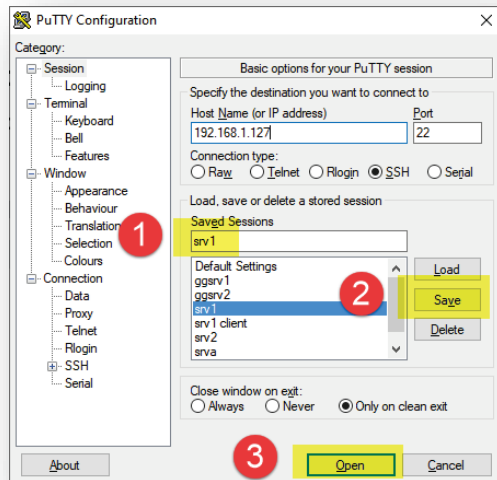 PuTTY Configuration
Category:
Session
Logging
Terminal
Keyboard
Bell
Features
Window
Appearance
Behaviour
Translation
Selection
Colours
Connection
Data
Proxy
Telnet
Rlogin
SSH
Serial
Basic options for your PuTTY session
Specify the destination you want to connect to
Host Name (or IP address) Port
192.168.1.127 22
Connection type:
Raw Telnet Rlogin SSH Serial
Load, save or delete a stored session
Saved Sessions
1
srv1
Default Settings
ggsrv1
ggsrv2
srv1
srv1 client
srv2
srva
Load
2
Save
Delete
Close window on exit:
Always Never Only on clean exit
3
About Open Cancel